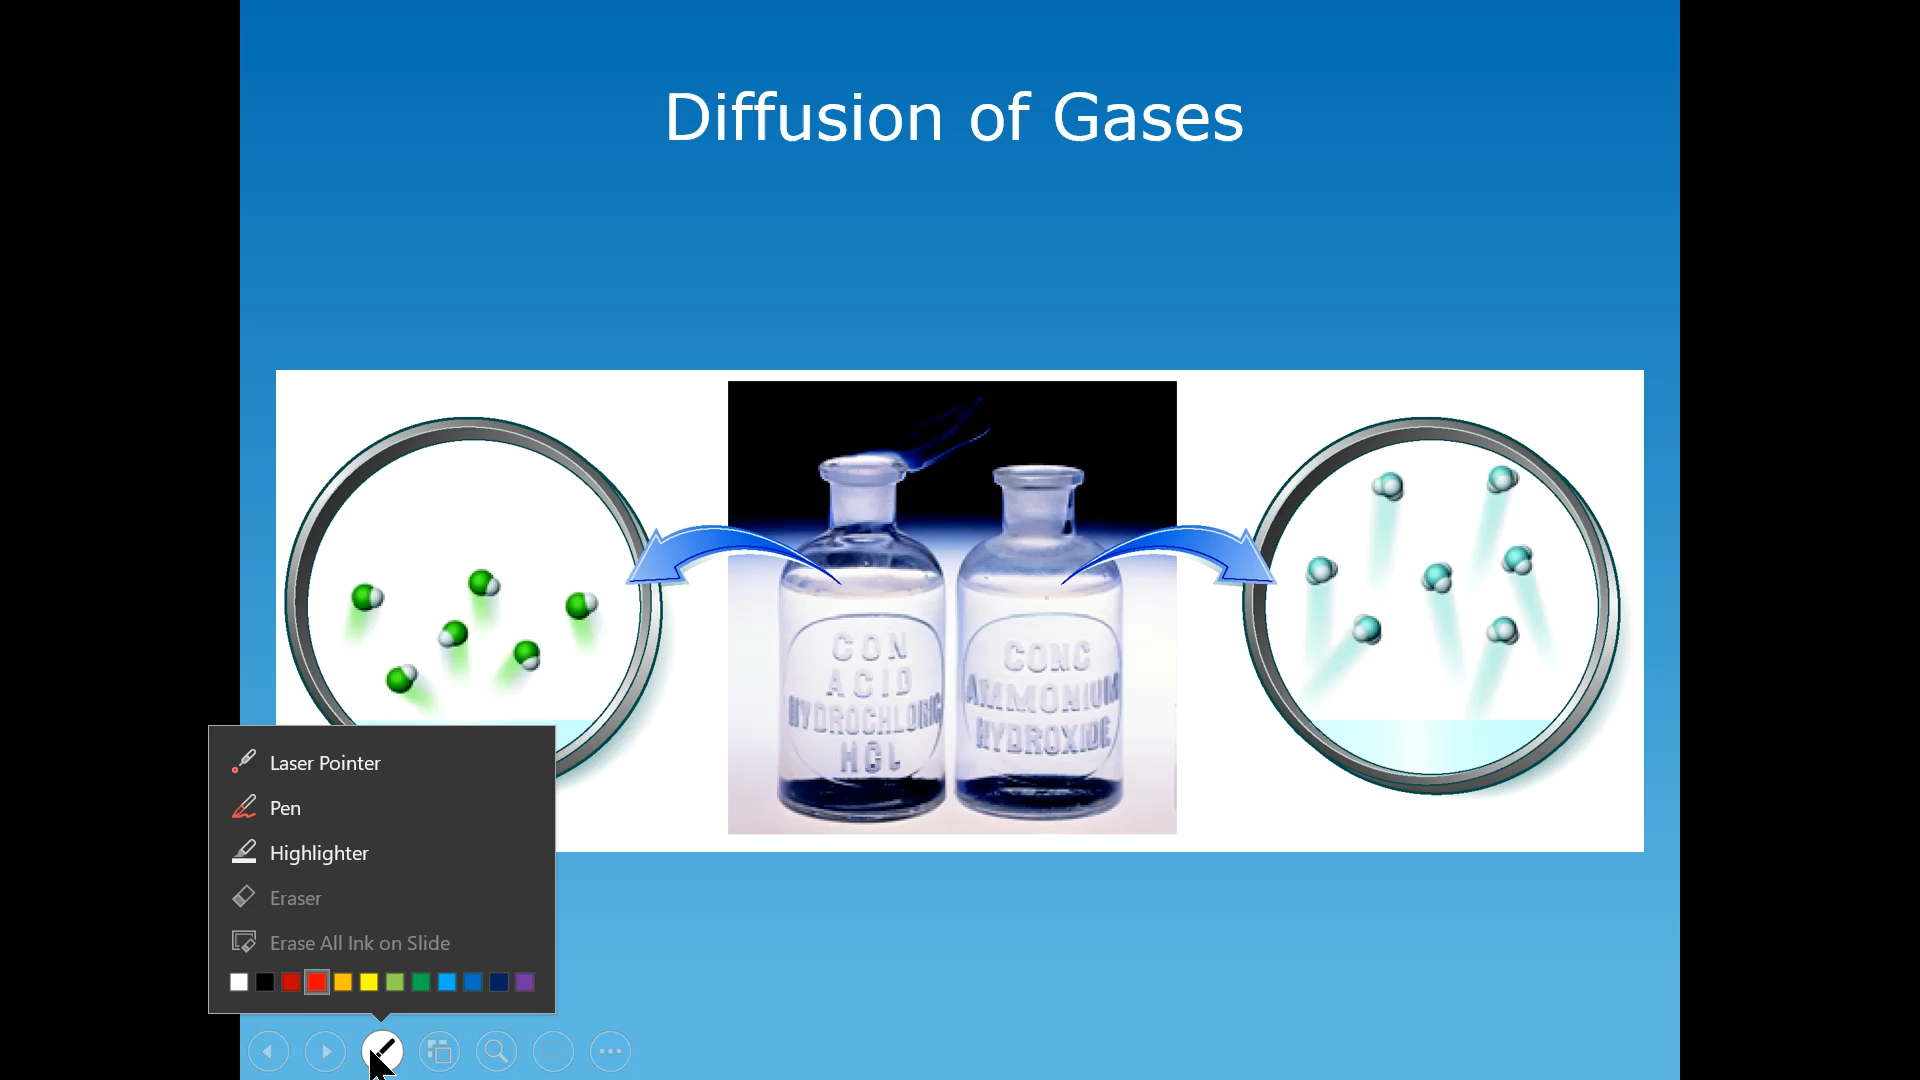 Diffusion of Gases
CON
ACID
HYDROCHLORIC
HCL
CONC
AMMONIUM
HYDROXIDE
Laser Pointer
Pen
Highlighter
Eraser
Erase All Ink on Slide